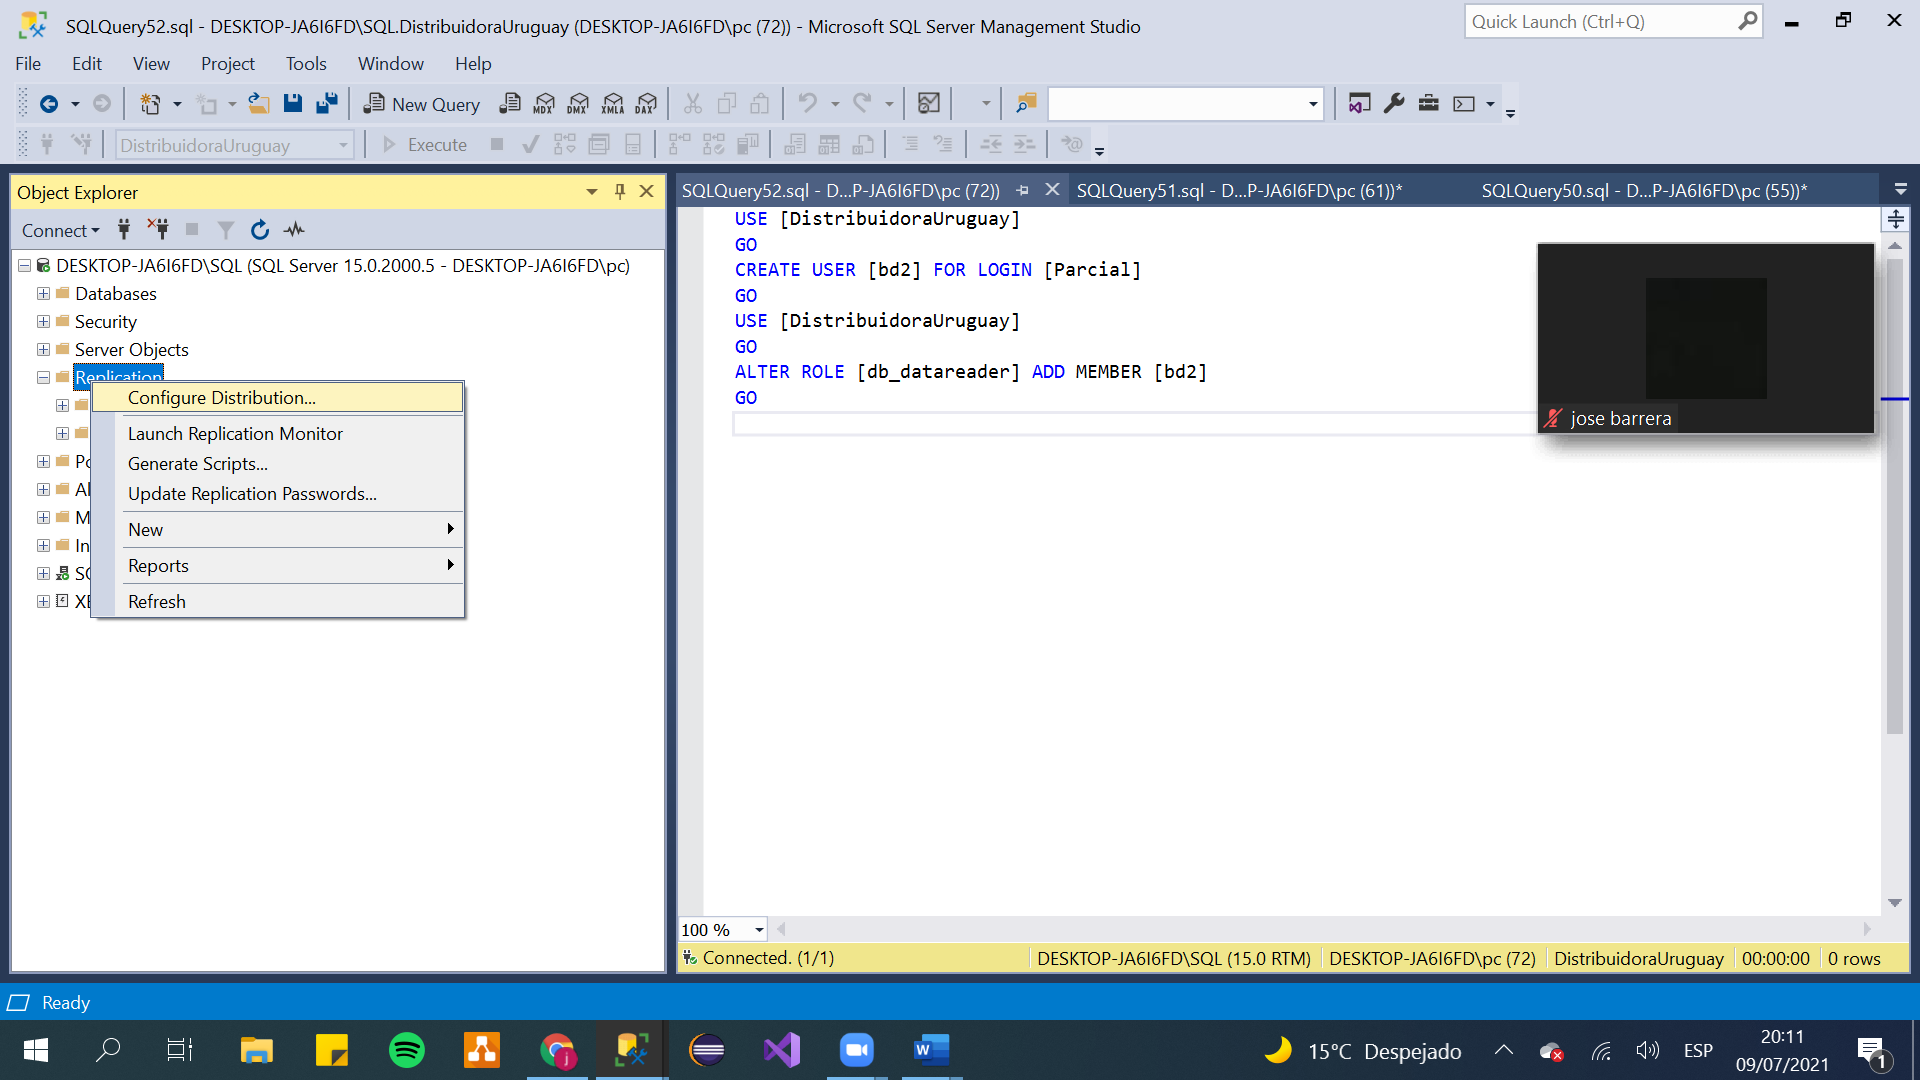 SQLQuery52.sql - DESKTOP-JA6I6FD\SQL.DistribuidoraUruguay (DESKTOP-JA6I6FD\pc (72)) - Microsoft SQL Server Management Studio
Quick Launch (Ctrl+Q)
File Edit View Project Tools Window Help
New Query MDX DMX XMLA DAX
DistribuidoraUruguay Execute
Object Explorer
Connect
DESKTOP-JA6I6FD\SQL (SQL Server 15.0.2000.5 - DESKTOP-JA6I6FD\pc)
Databases
Security
Server Objects
Replication
Po
Al
M
In
SC
XE
Configure Distribution...
Launch Replication Monitor
Generate Scripts...
Update Replication Passwords...
New
Reports
Refresh
SQLQuery52.sql - D...P-JA6I6FD\pc (72)) SQLQuery51.sql - D...P-JA6I6FD\pc (61))* SQLQuery50.sql - D...P-JA6I6FD\pc (55))*
USE [DistribuidoraUruguay]
GO
CREATE USER [bd2] FOR LOGIN [Parcial]
GO
USE [DistribuidoraUruguay]
GO
ALTER ROLE [db_datareader] ADD MEMBER [bd2]
GO
jose barrera
100 %
Connected. (1/1) DESKTOP-JA6I6FD\SQL (15.0 RTM) DESKTOP-JA6I6FD\pc (72) DistribuidoraUruguay 00:00:00 0 rows
Ready
15°C Despejado ESP 20:11
09/07/2021
1